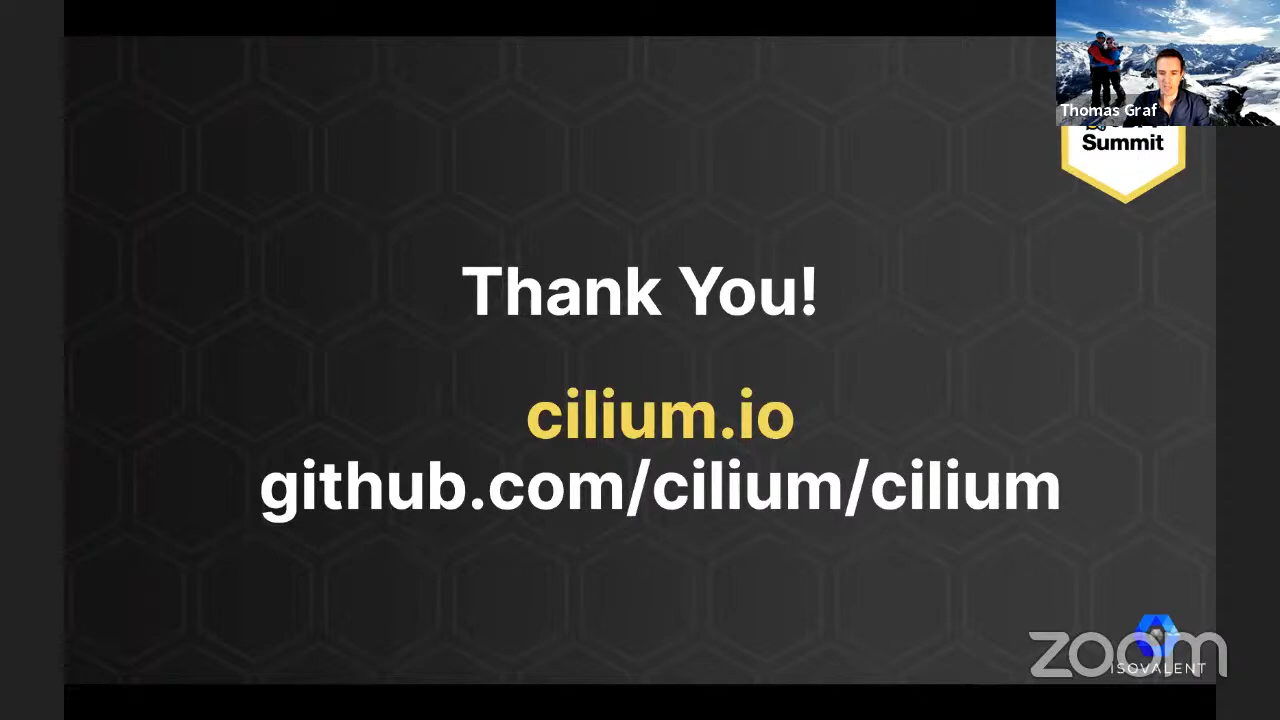 Thomas Graf
Summit
Thank You!
cilium.io
github.com/cilium/cilium
zoom
ISOVALENT